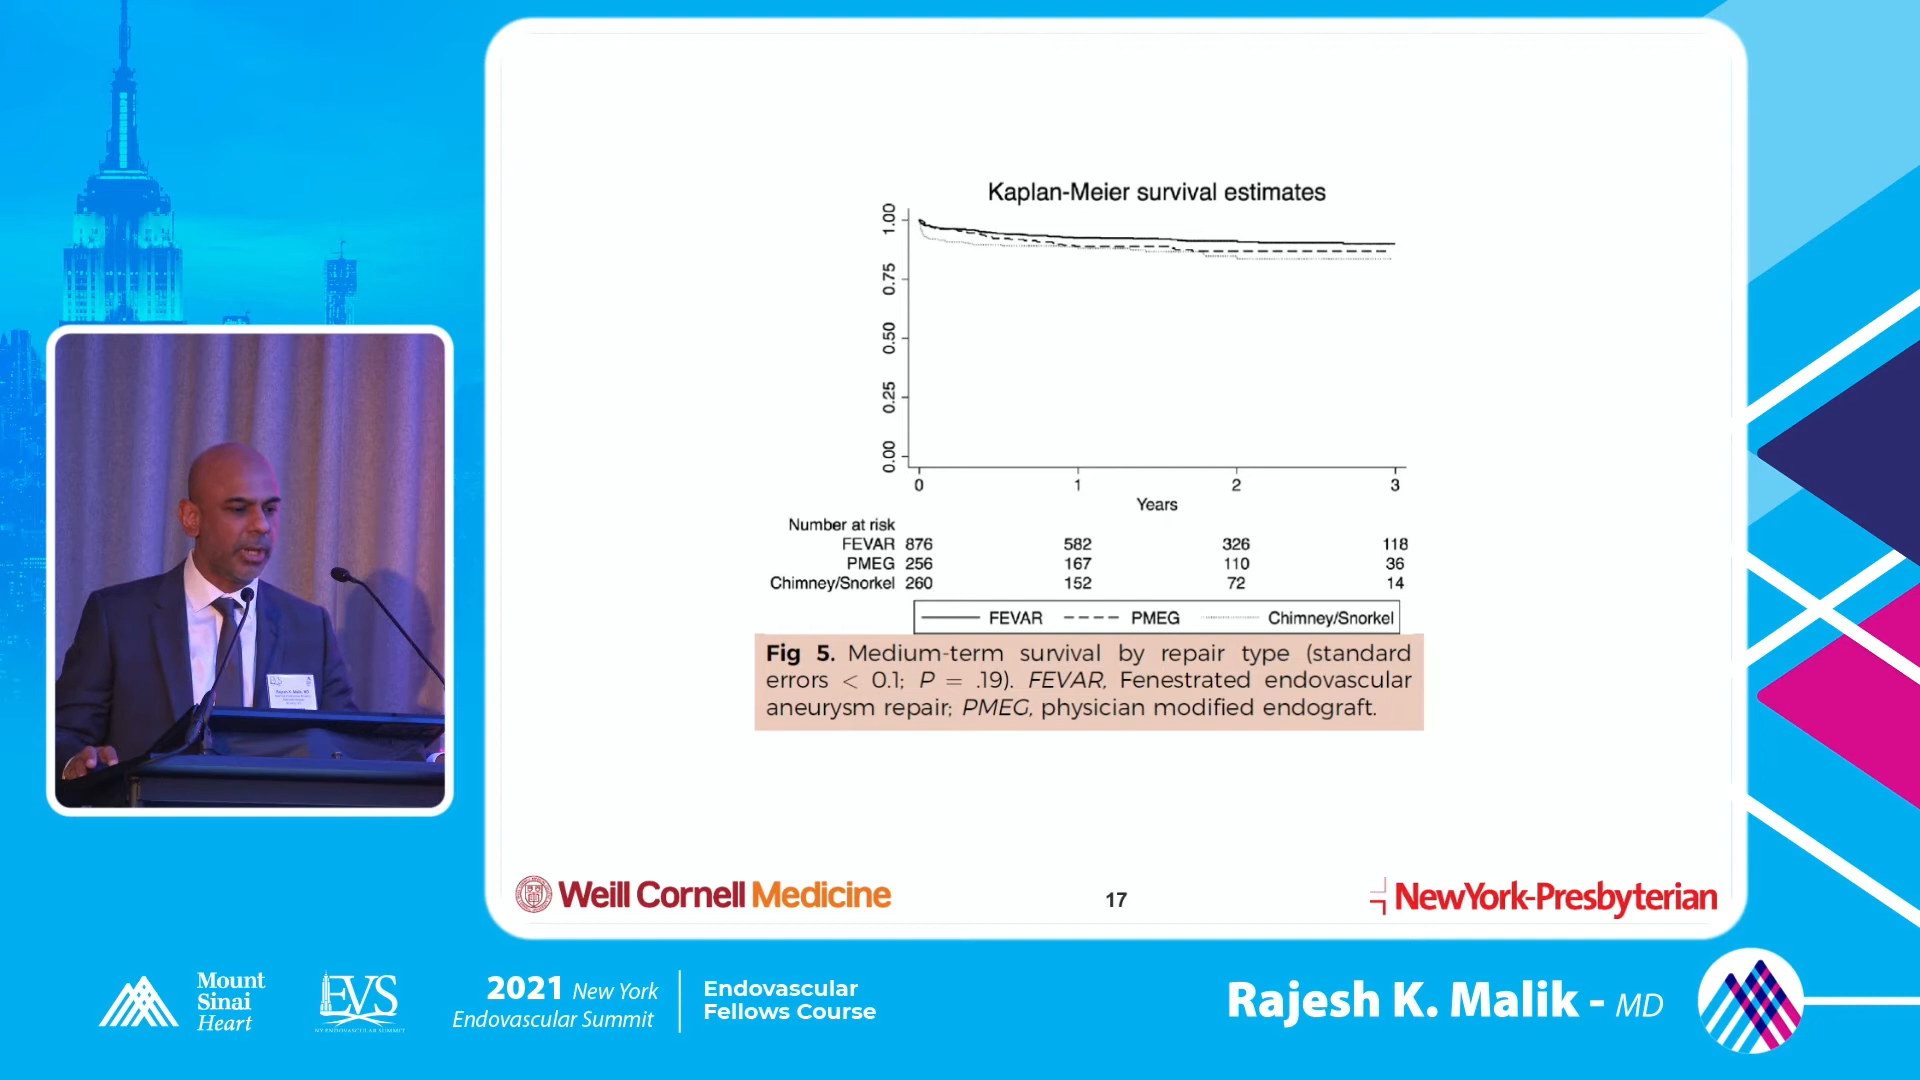 Kaplan-Meier survival estimates
1.00
0.75
0.50
0.25
0.00
0 1 2 3
Years
Number at risk
FEVAR 876 582 326 118
PMEG 256 167 110 36
Chimney/Snorkel 260 152 72 14
FEVAR PMEG Chimney/Snorkel
Fig 5. Medium-term survival by repair type (standard
errors < 0.1; P = .19). FEVAR, Fenestrated endovascular
aneurysm repair; PMEG, physician modified endograft.
Weill Cornell Medicine
17
NewYork-Presbyterian
Mount
Sinai
Heart
EVS
NY ENDOVASCULAR SUMMIT
2021 New York
Endovascular Summit
Endovascular
Fellows Course
Rajesh K. Malik - MD